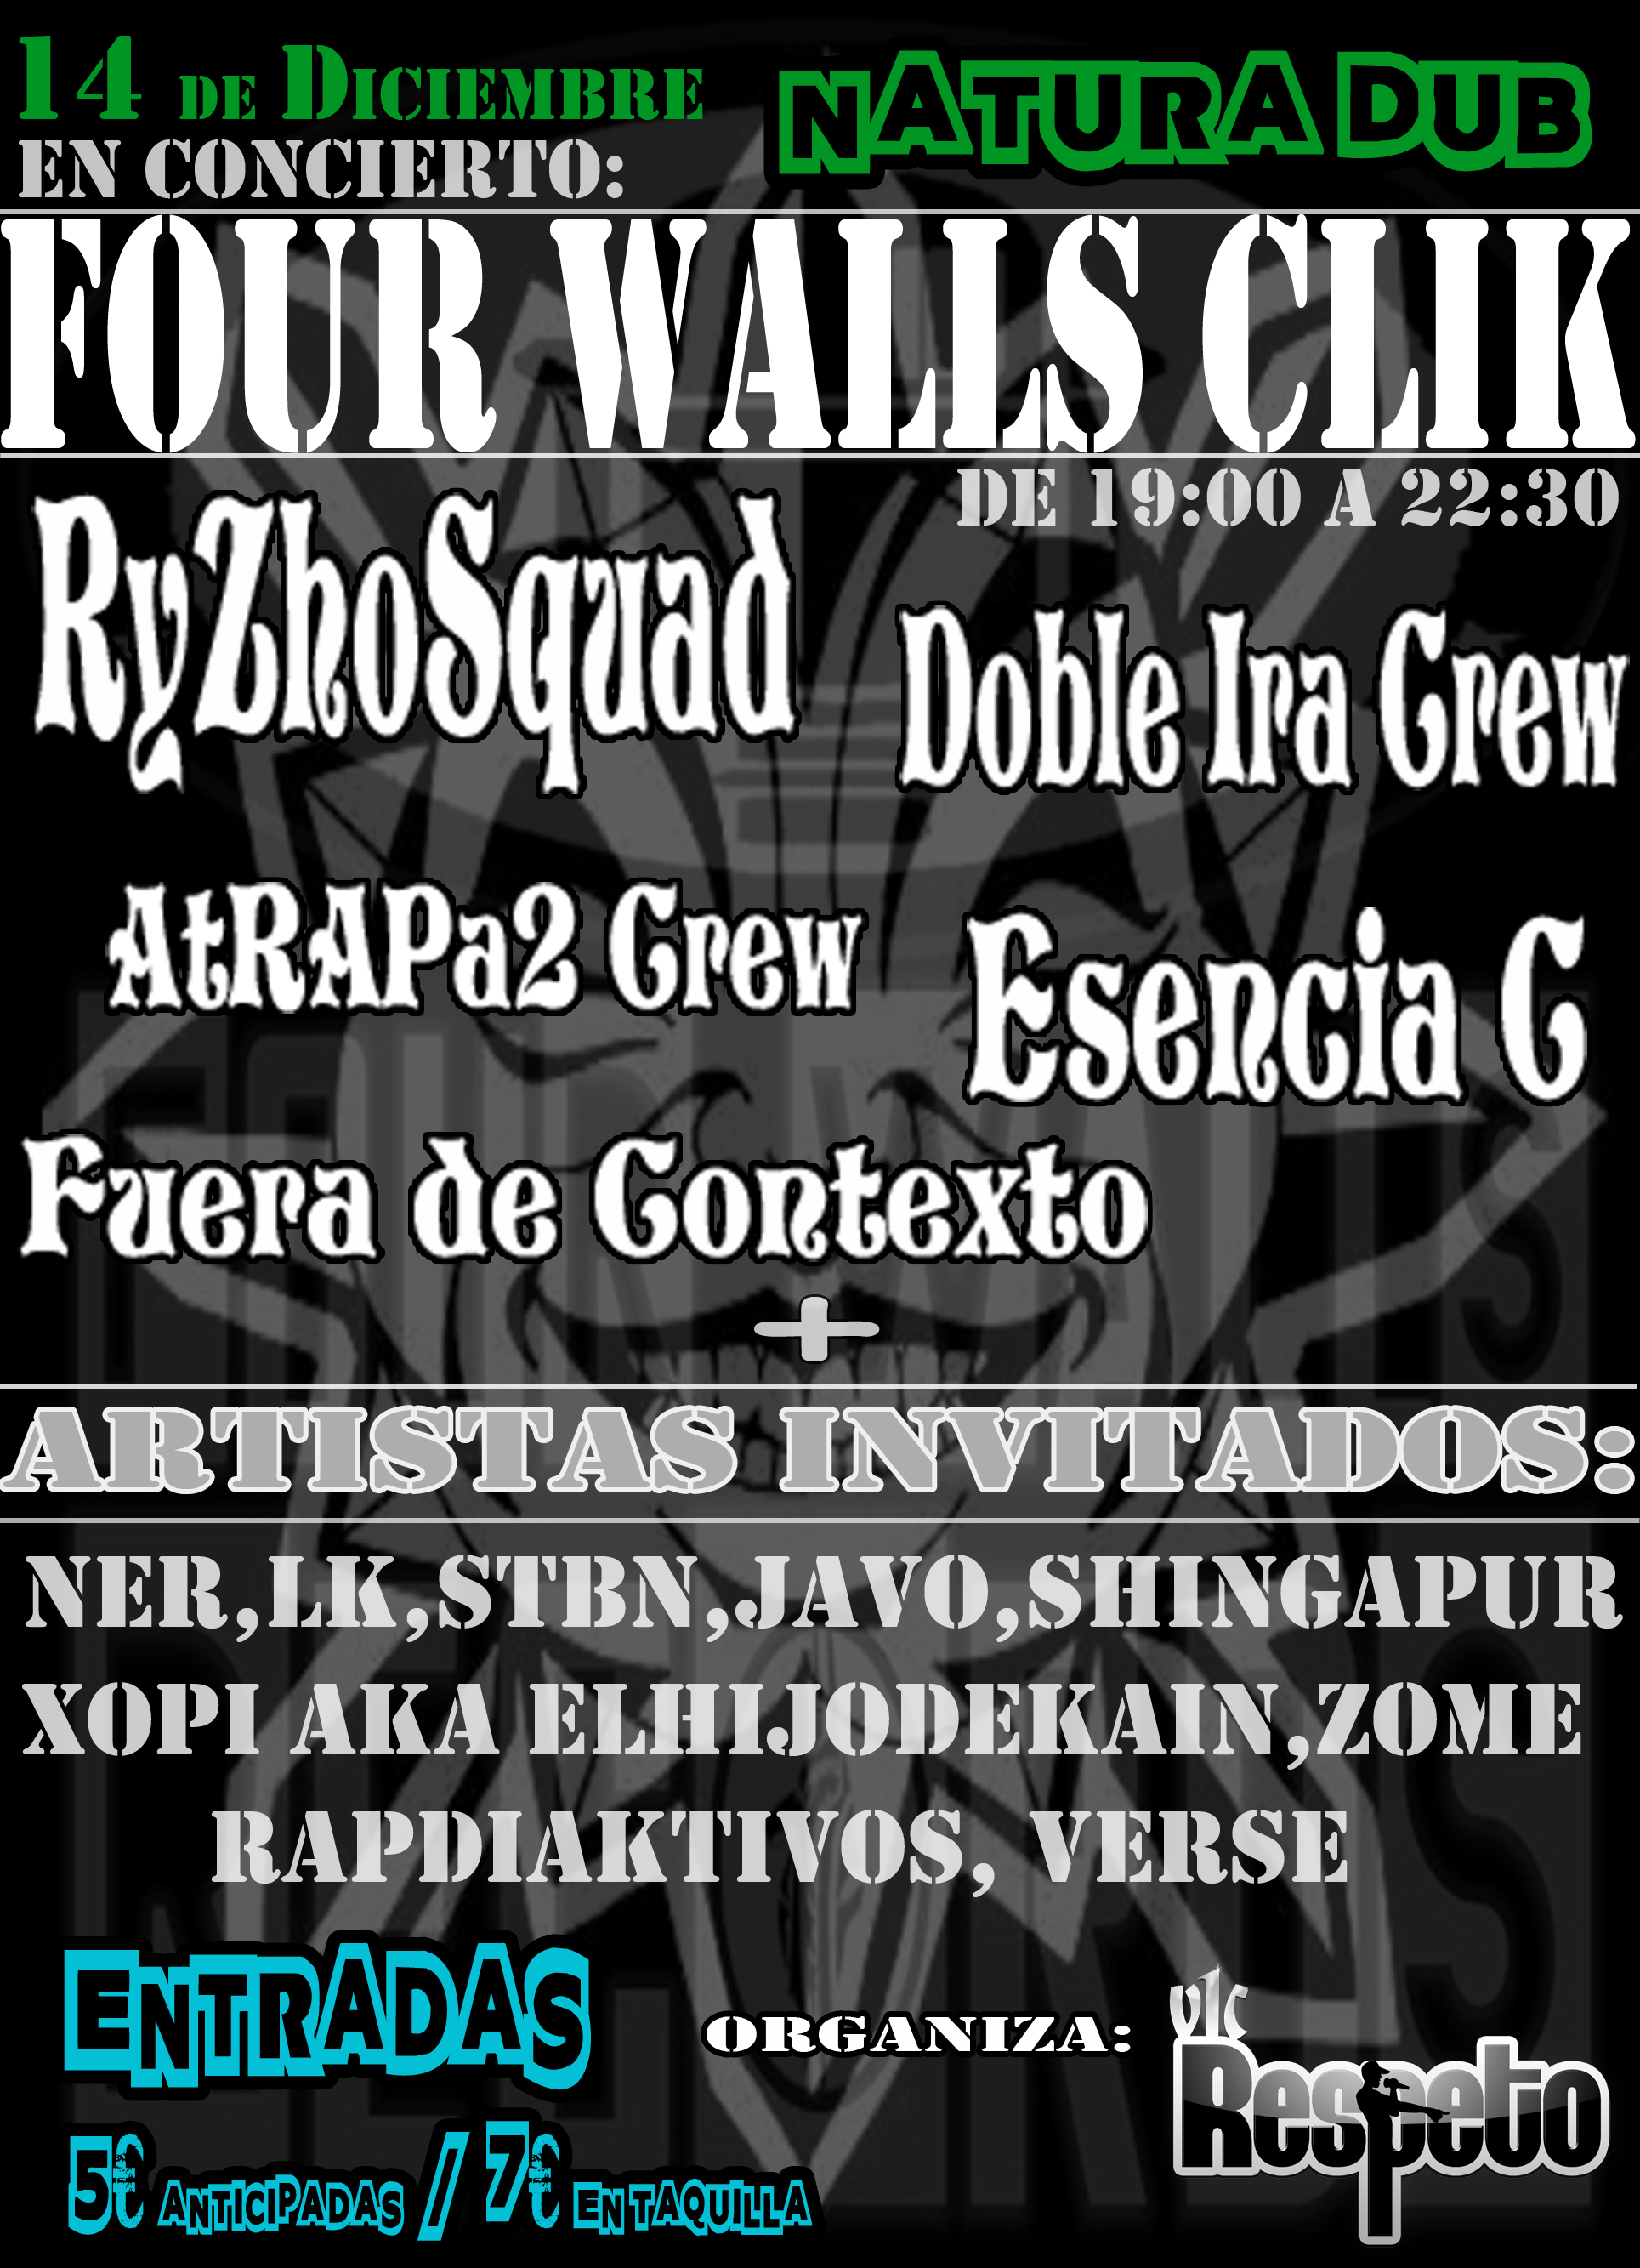 14 DE DICIEMBRE
NATURA DUB
EN CONCIERTO:
FOUR WALLS CLIK
DE 19:00 A 22:30
RyZhoSquad
Doble Ira Crew
AtRAPa2 Crew
Esencia C
Fuera de Contexto
+
ARTISTAS INVITADOS:
NER,LK,STBN,JAVO,SHINGAPUR
XOPI AKA ELHIJODEKAIN,ZOME
RAPDIAKTIVOS, VERSE
ENTRADAS
ORGANIZA:
VLC
Respeto
5€ ANTICIPADAS / 7€ EN TAQUILLA